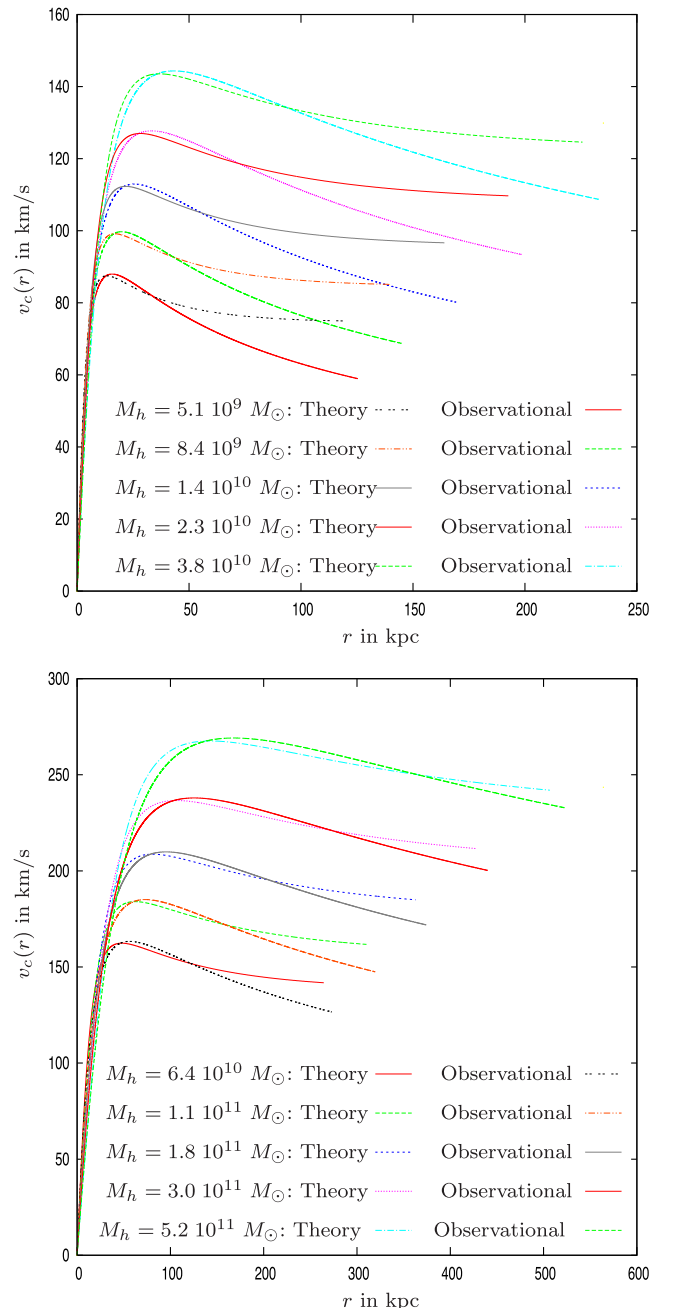 160
140
120
100
80
60
40
20
0
v_c(r) in km/s
M_h = 5.1 10^9 M_⊙: Theory Observational
M_h = 8.4 10^9 M_⊙: Theory Observational
M_h = 1.4 10^10 M_⊙: Theory Observational
M_h = 2.3 10^10 M_⊙: Theory Observational
M_h = 3.8 10^10 M_⊙: Theory Observational
0 50 100 150 200 250
r in kpc
300
250
200
150
100
50
0
v_c(r) in km/s
M_h = 6.4 10^10 M_⊙: Theory Observational
M_h = 1.1 10^11 M_⊙: Theory Observational
M_h = 1.8 10^11 M_⊙: Theory Observational
M_h = 3.0 10^11 M_⊙: Theory Observational
M_h = 5.2 10^11 M_⊙: Theory Observational
0 100 200 300 400 500 600
r in kpc